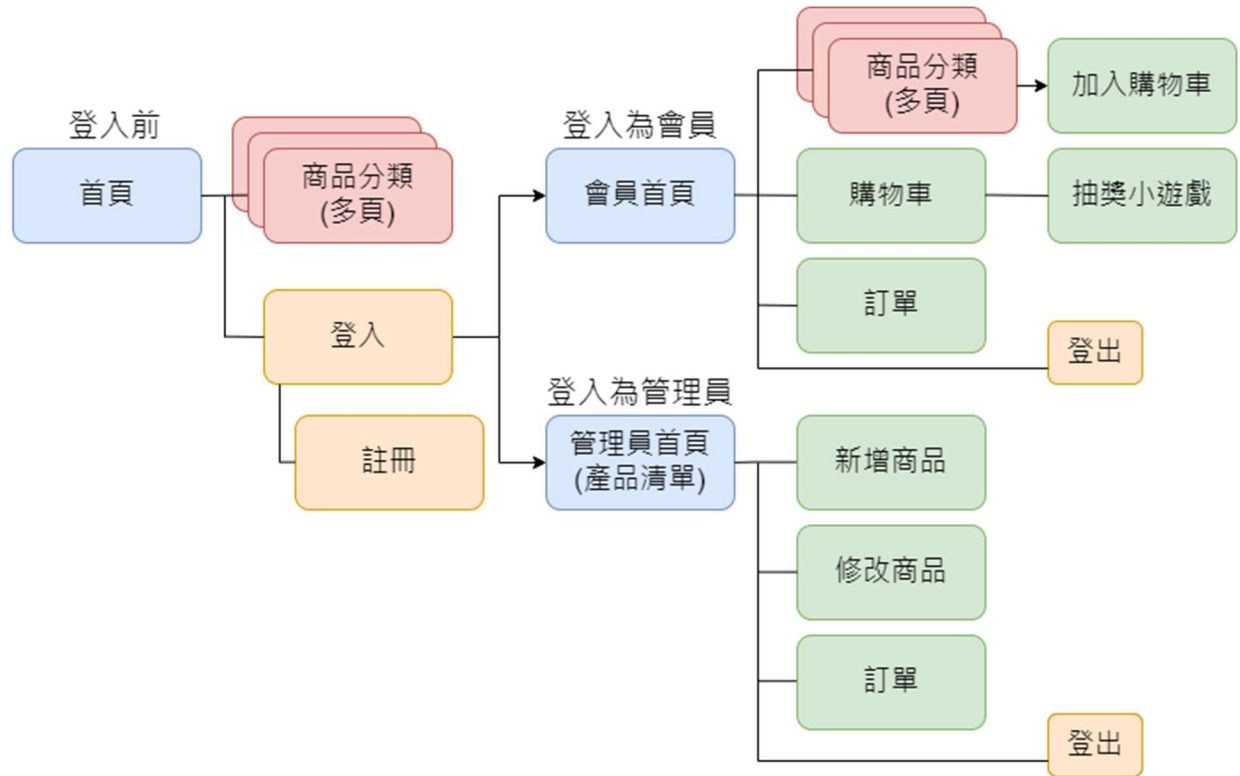 登入前
首頁
商品分類
(多頁)
登入
註冊
登入為會員
會員首頁
商品分類
(多頁)
加入購物車
購物車
抽獎小遊戲
訂單
登出
登入為管理員
管理員首頁
(產品清單)
新增商品
修改商品
訂單
登出